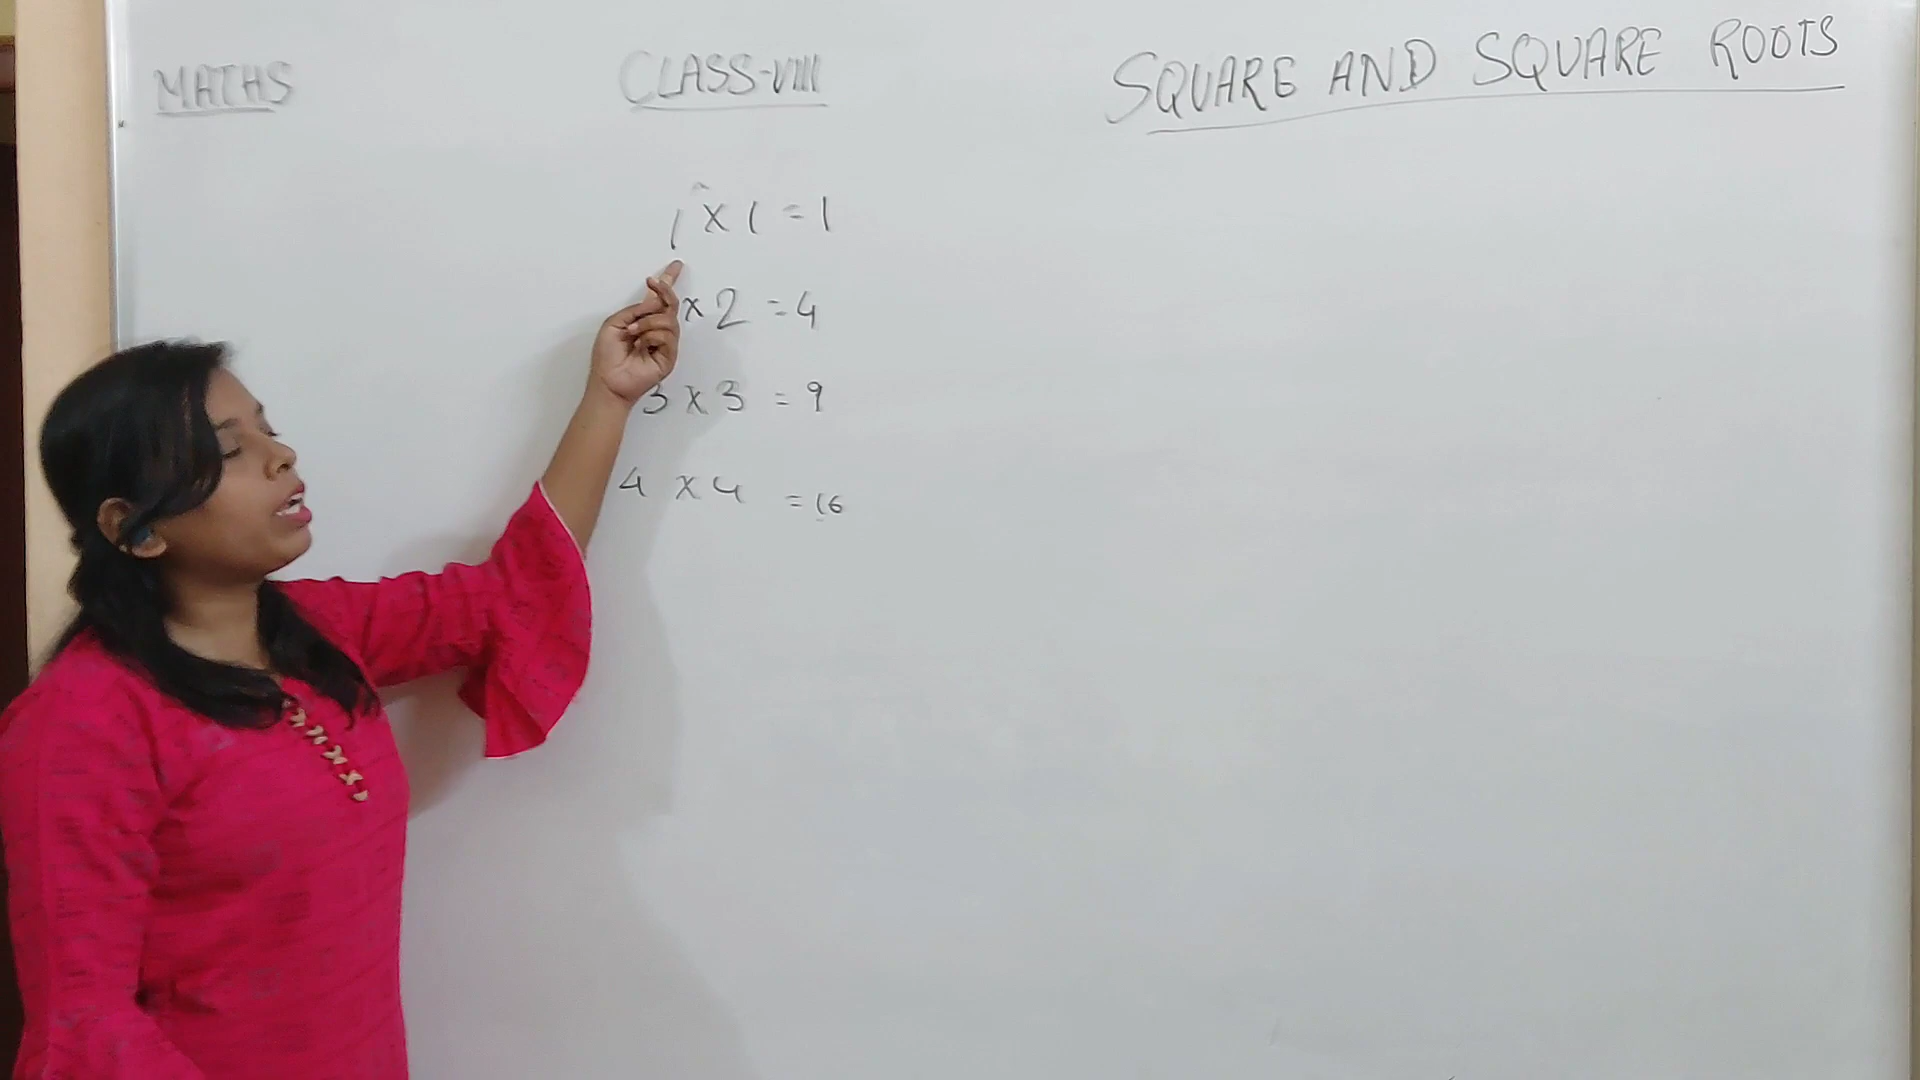 MATHS CLASS-VIII SQUARE AND SQUARE ROOTS
1 x 1 = 1
x 2 = 4
3 x 3 = 9
4 x 4 = 16